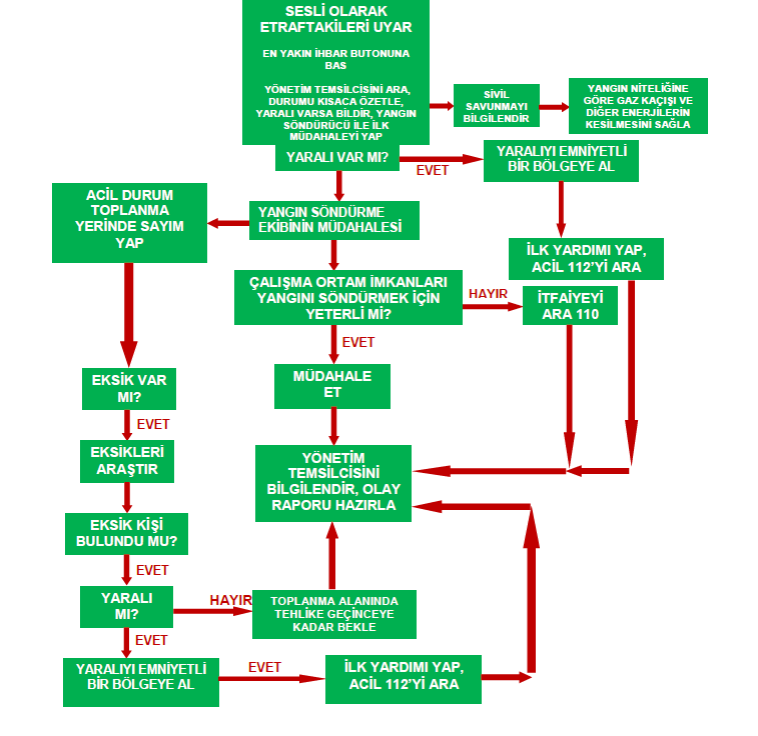 SESLİ OLARAK
ETRAFTAKİLERİ UYAR
EN YAKIN İHBAR BUTONUNA
BAS
YÖNETİM TEMSİLCİSİNİ ARA,
DURUMU KISACA ÖZETLE,
YARALI VARSA BİLDİR, YANGIN
SÖNDÜRÜCÜ İLE İLK
MÜDAHALEYİ YAP
SİVİL
SAVUNMAYI
BİLGİLENDİR
YANGIN NİTELİĞİNE
GÖRE GAZ KAÇIŞI VE
DİĞER ENERJİLERİN
KESİLMESİNİ SAĞLA
YARALI VAR MI?
EVET
YARALIYI EMNİYETLİ
BİR BÖLGEYE AL
ACİL DURUM
TOPLANMA
YERİNDE SAYIM
YAP
YANGIN SÖNDÜRME
EKİBİNİN MÜDAHALESİ
İLK YARDIMI YAP,
ACİL 112’Yİ ARA
ÇALIŞMA ORTAM İMKANLARI
YANGINI SÖNDÜRMEK İÇİN
YETERLİ Mİ?
HAYIR
İTFAİYEYİ
ARA 110
EVET
EKSİK VAR
MI?
MÜDAHALE
ET
EVET
EKSİKLERİ
ARAŞTIR
YÖNETİM
TEMSİLCİSİNİ
BİLGİLENDİR, OLAY
RAPORU HAZIRLA
EKSİK KİŞİ
BULUNDU MU?
EVET
YARALI
MI?
HAYIR
TOPLANMA ALANINDA
TEHLİKE GEÇİNCEYE
KADAR BEKLE
EVET
YARALIYI EMNİYETLİ
BİR BÖLGEYE AL
EVET
İLK YARDIMI YAP,
ACİL 112’Yİ ARA